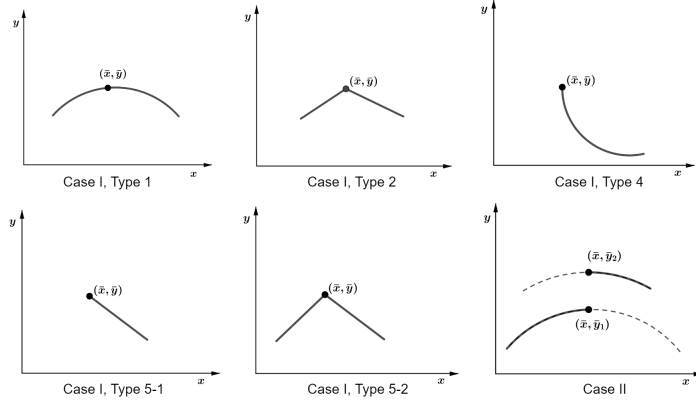 y
(x̄, ȳ)
x
Case I, Type 1
y
(x̄, ȳ)
x
Case I, Type 2
y
(x̄, ȳ)
x
Case I, Type 4
y
(x̄, ȳ)
x
Case I, Type 5-1
y
(x̄, ȳ)
x
Case I, Type 5-2
y
(x̄, ȳ₂)
(x̄, ȳ₁)
x
Case II